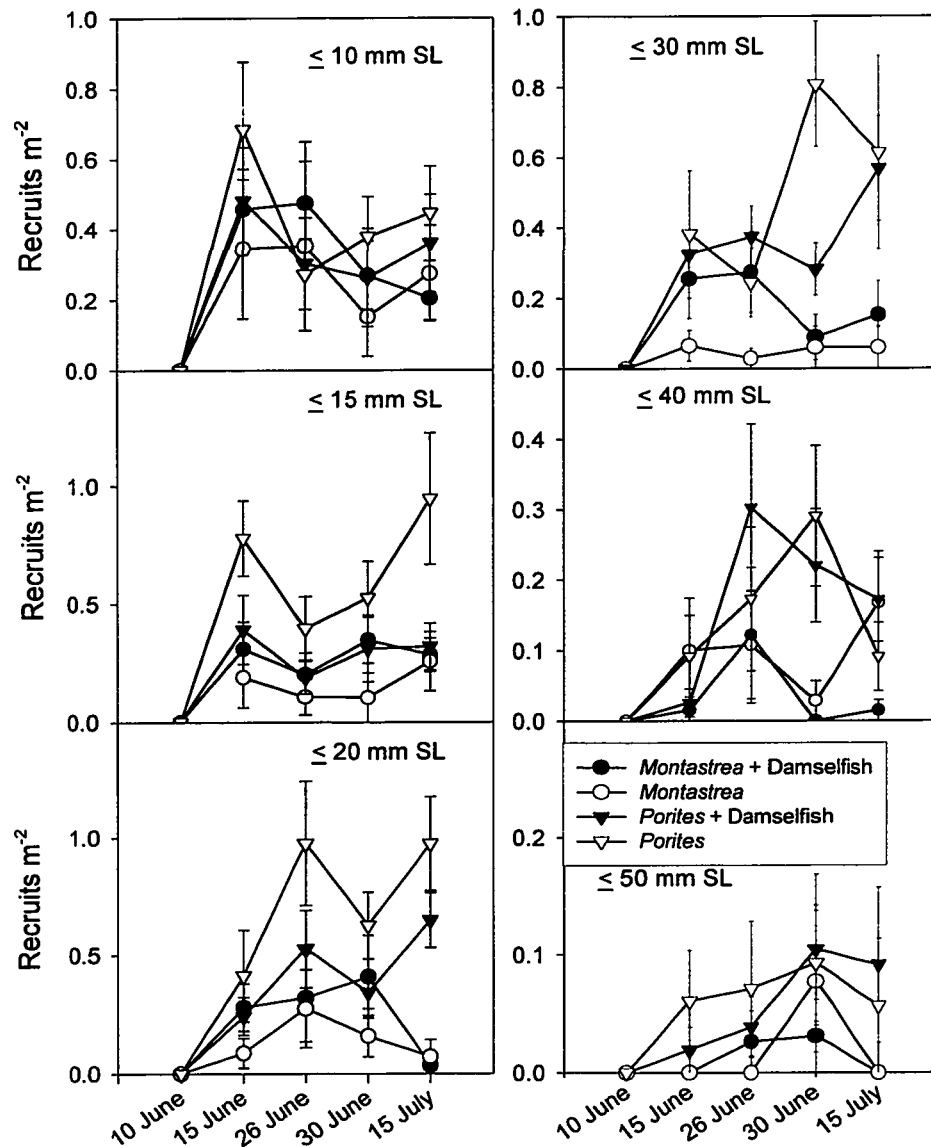 ≤ 10 mm SL
Recruits m-2
1.0
0.8
0.6
0.4
0.2
0.0
≤ 30 mm SL
1.0
0.8
0.6
0.4
0.2
0.0
≤ 15 mm SL
Recruits m-2
1.0
0.5
0.0
≤ 40 mm SL
0.4
0.3
0.2
0.1
0.0
≤ 20 mm SL
Recruits m-2
1.0
0.5
0.0
Montastrea + Damselfish
Montastrea
Porites + Damselfish
Porites
≤ 50 mm SL
0.2
0.1
0.0
10 June
15 June
26 June
30 June
15 July
10 June
15 June
26 June
30 June
15 July